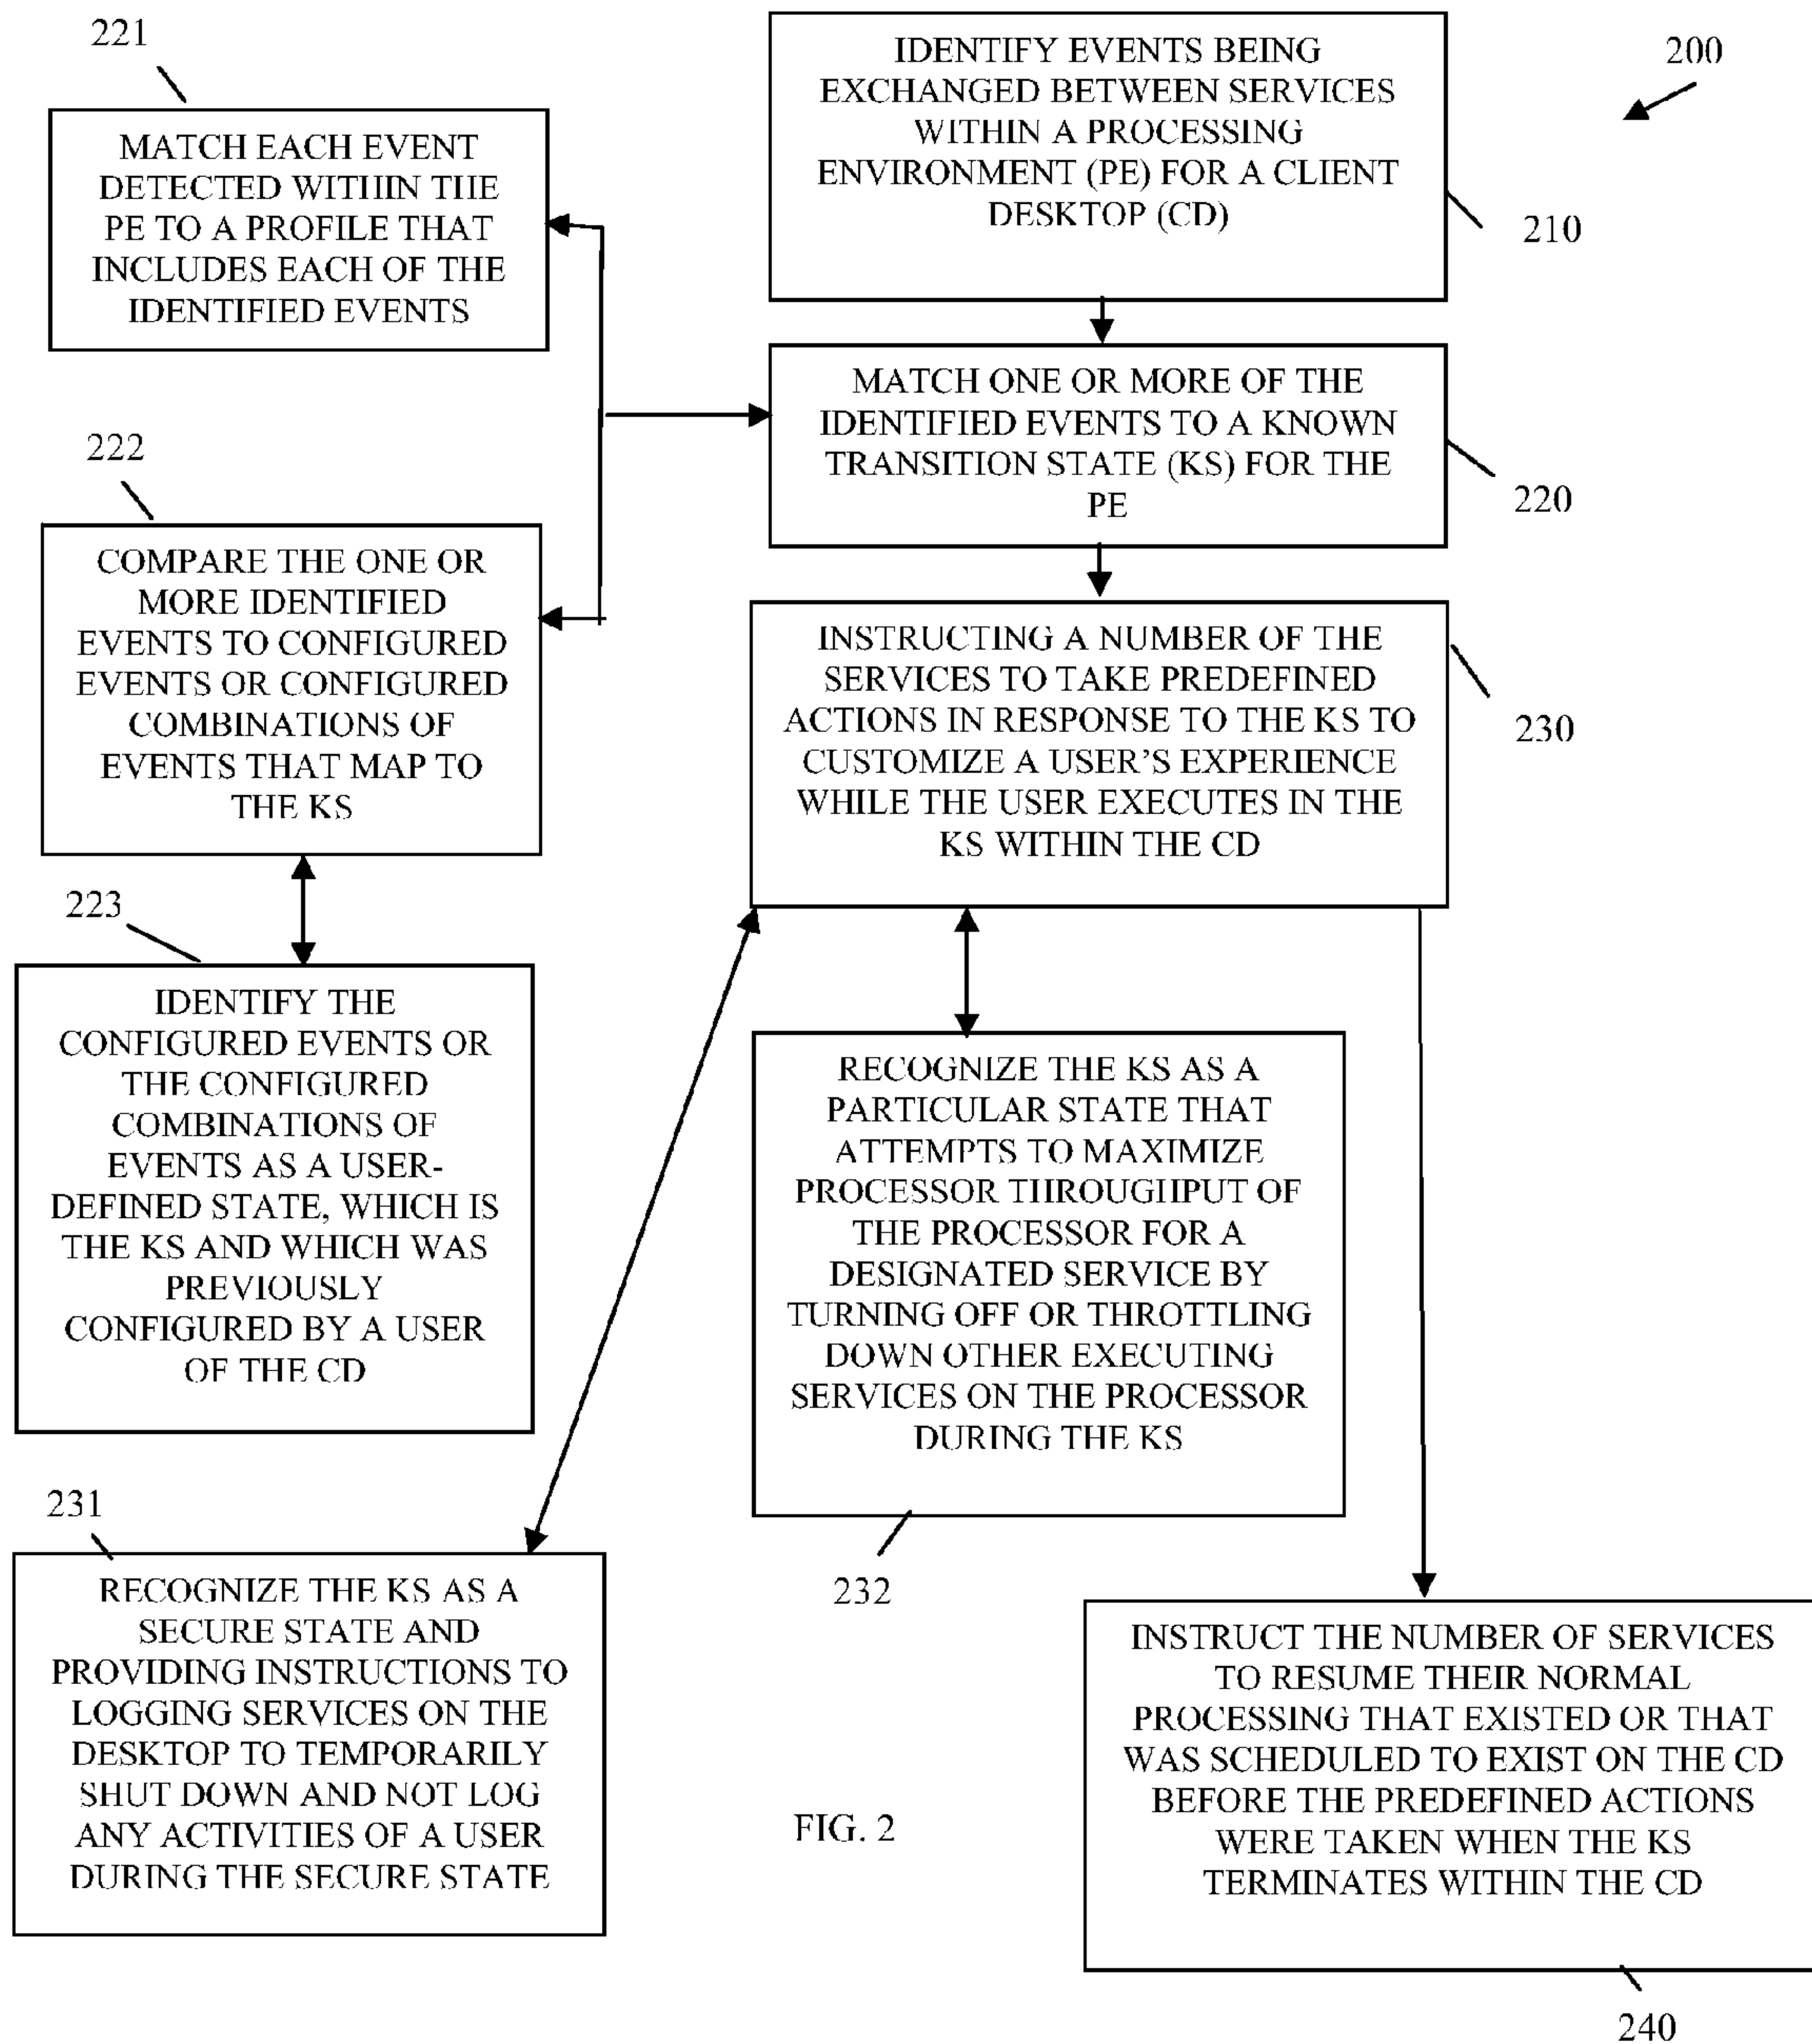 221
MATCH EACH EVENT
DETECTED WITHIN THE
PE TO A PROFILE THAT
INCLUDES EACH OF THE
IDENTIFIED EVENTS
IDENTIFY EVENTS BEING
EXCHANGED BETWEEN SERVICES
WITHIN A PROCESSING
ENVIRONMENT (PE) FOR A CLIENT
DESKTOP (CD)
200
210
MATCH ONE OR MORE OF THE
IDENTIFIED EVENTS TO A KNOWN
TRANSITION STATE (KS) FOR THE
PE
220
222
COMPARE THE ONE OR
MORE IDENTIFIED
EVENTS TO CONFIGURED
EVENTS OR CONFIGURED
COMBINATIONS OF
EVENTS THAT MAP TO
THE KS
INSTRUCTING A NUMBER OF THE
SERVICES TO TAKE PREDEFINED
ACTIONS IN RESPONSE TO THE KS TO
CUSTOMIZE A USER'S EXPERIENCE
WHILE THE USER EXECUTES IN THE
KS WITHIN THE CD
230
223
IDENTIFY THE
CONFIGURED EVENTS OR
THE CONFIGURED
COMBINATIONS OF
EVENTS AS A USER-
DEFINED STATE, WHICH IS
THE KS AND WHICH WAS
PREVIOUSLY
CONFIGURED BY A USER
OF THE CD
RECOGNIZE THE KS AS A
PARTICULAR STATE THAT
ATTEMPTS TO MAXIMIZE
PROCESSOR THROUGHPUT OF
THE PROCESSOR FOR A
DESIGNATED SERVICE BY
TURNING OFF OR THROTTLING
DOWN OTHER EXECUTING
SERVICES ON THE PROCESSOR
DURING THE KS
232
231
RECOGNIZE THE KS AS A
SECURE STATE AND
PROVIDING INSTRUCTIONS TO
LOGGING SERVICES ON THE
DESKTOP TO TEMPORARILY
SHUT DOWN AND NOT LOG
ANY ACTIVITIES OF A USER
DURING THE SECURE STATE
FIG. 2
INSTRUCT THE NUMBER OF SERVICES
TO RESUME THEIR NORMAL
PROCESSING THAT EXISTED OR THAT
WAS SCHEDULED TO EXIST ON THE CD
BEFORE THE PREDEFINED ACTIONS
WERE TAKEN WHEN THE KS
TERMINATES WITHIN THE CD
240